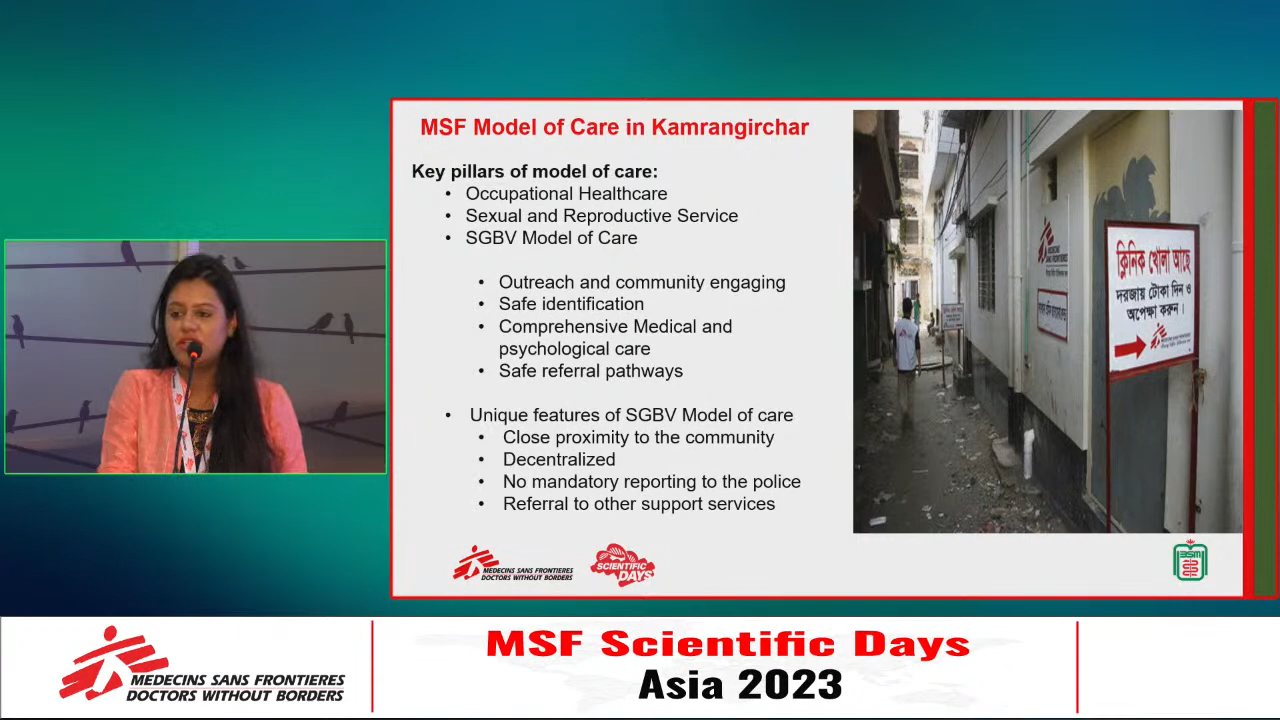 MSF Model of Care in Kamrangirchar
Key pillars of model of care:
• Occupational Healthcare
• Sexual and Reproductive Service
• SGBV Model of Care
• Outreach and community engaging
• Safe identification
• Comprehensive Medical and
psychological care
• Safe referral pathways
• Unique features of SGBV Model of care
• Close proximity to the community
• Decentralized
• No mandatory reporting to the police
• Referral to other support services
MEDECINS SANS FRONTIERES
DOCTORS WITHOUT BORDERS
SCIENTIFIC
DAYS
MEDECINS
SANS FRONTIERES
ক্লিনিক খোলা আছে
দরজায় টোকা দিন ও
অপেক্ষা করুন।
MEDECINS SANS FRONTIERES
DOCTORS WITHOUT BORDERS
MSF Scientific Days
Asia 2023